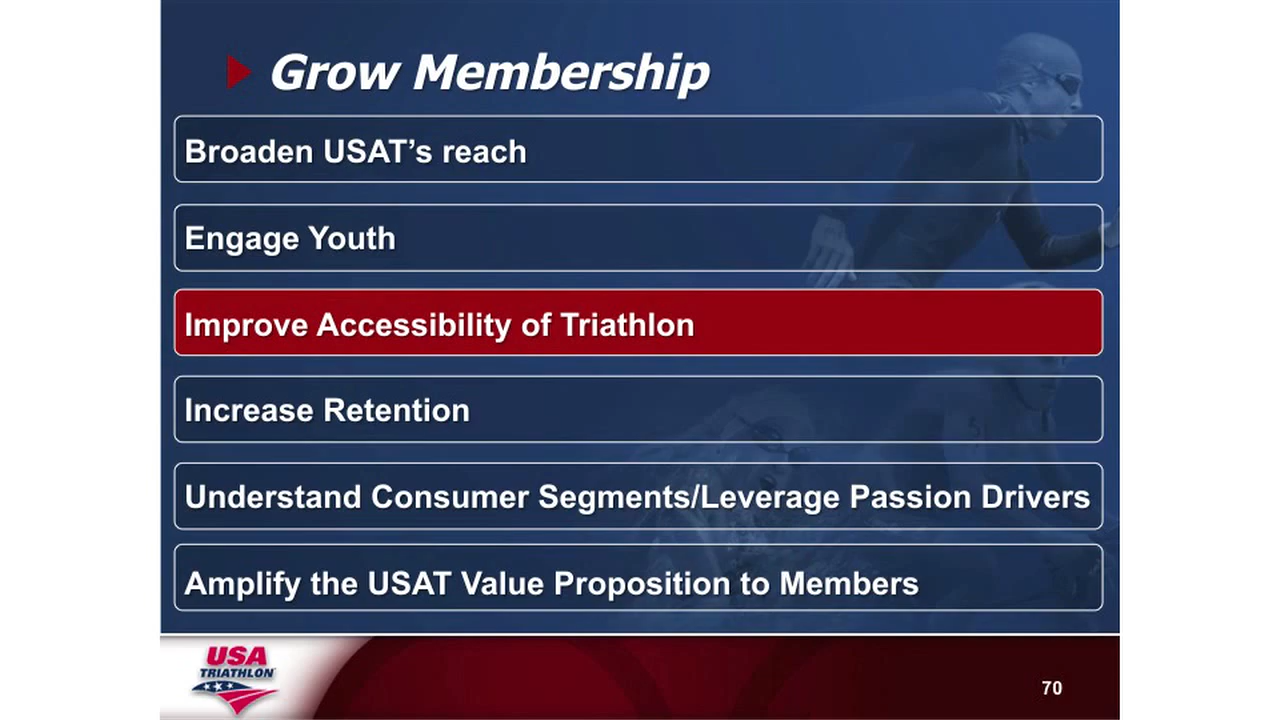 Grow Membership
Broaden USAT’s reach
Engage Youth
Improve Accessibility of Triathlon
Increase Retention
Understand Consumer Segments/Leverage Passion Drivers
Amplify the USAT Value Proposition to Members
USA
TRIATHLON
70